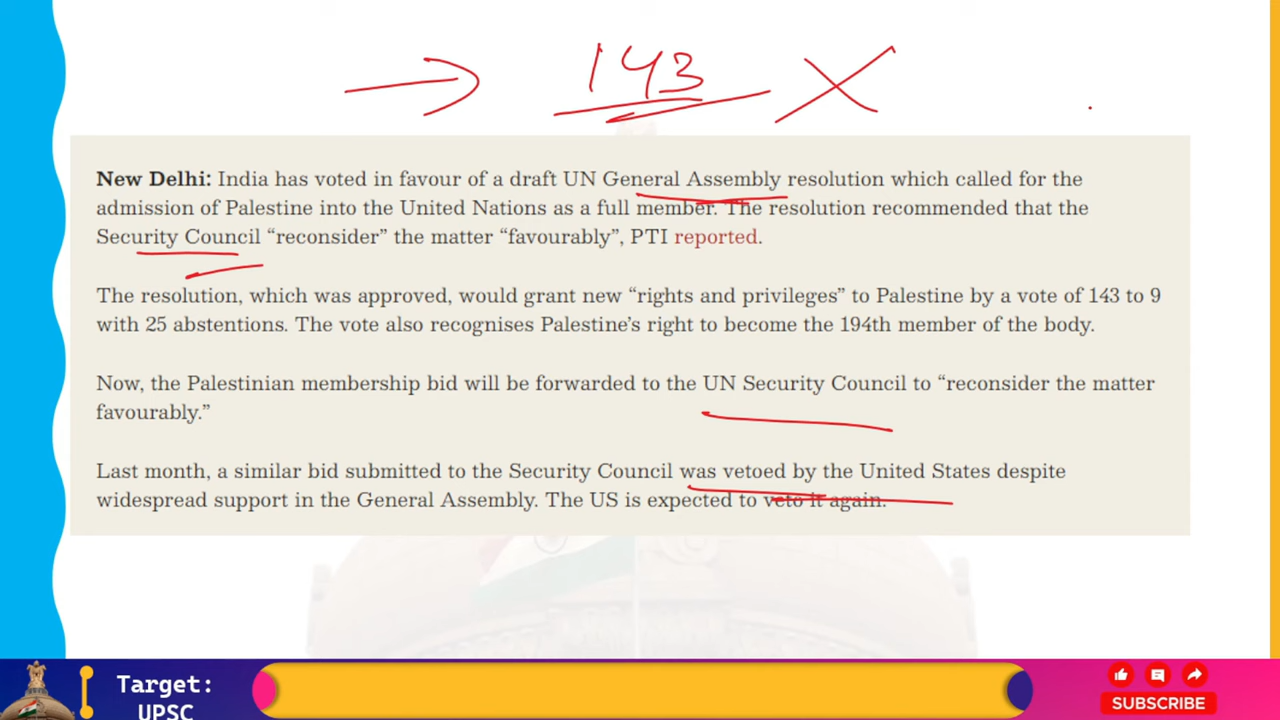 143
New Delhi: India has voted in favour of a draft UN General Assembly resolution which called for the
admission of Palestine into the United Nations as a full member. The resolution recommended that the
Security Council “reconsider” the matter “favourably”, PTI reported.
The resolution, which was approved, would grant new “rights and privileges” to Palestine by a vote of 143 to 9
with 25 abstentions. The vote also recognises Palestine’s right to become the 194th member of the body.
Now, the Palestinian membership bid will be forwarded to the UN Security Council to “reconsider the matter
favourably.”
Last month, a similar bid submitted to the Security Council was vetoed by the United States despite
widespread support in the General Assembly. The US is expected to veto it again.
Target:
UPSC
SUBSCRIBE